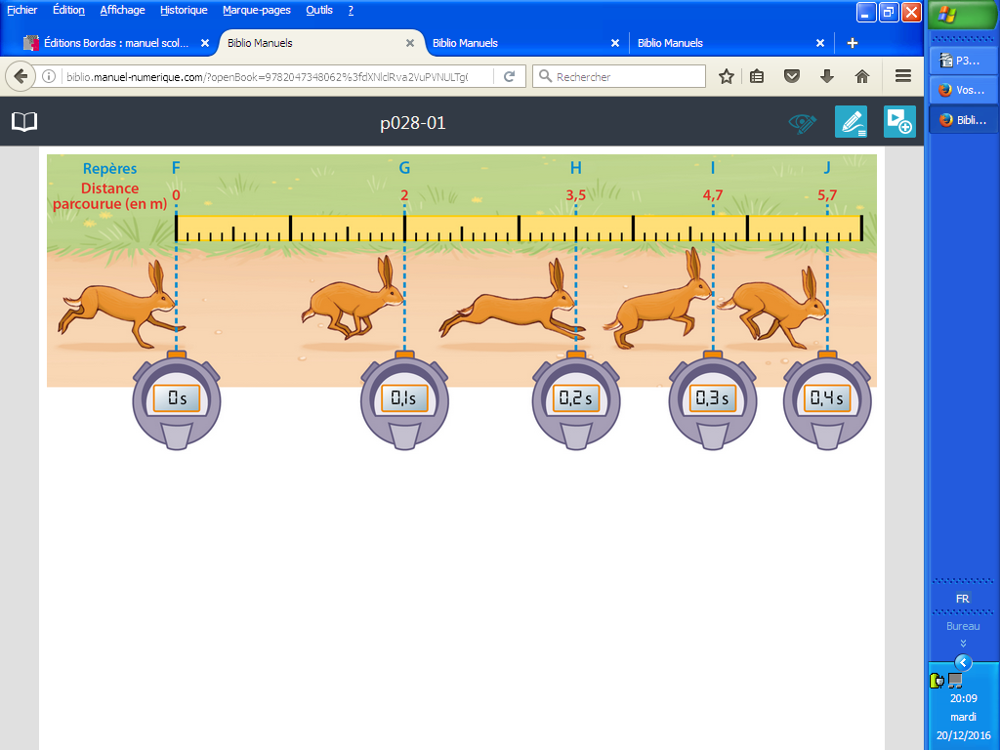 Fichier Édition Affichage Historique Marque-pages Outils ?
Éditions Bordas : manuel scol... Biblio Manuels Biblio Manuels Biblio Manuels
biblio.manuel-numerique.com/?openBook=9782047348062%3fdXNlclRva2VuPVNULTg
Rechercher
p028-01
Repères F G H I J
Distance
parcourue (en m) 0 2 3,5 4,7 5,7
0 s 0,1 s 0,2 s 0,3 s 0,4 s
P3...
Vos...
Bibli...
FR
Bureau
20:09
mardi
20/12/2016